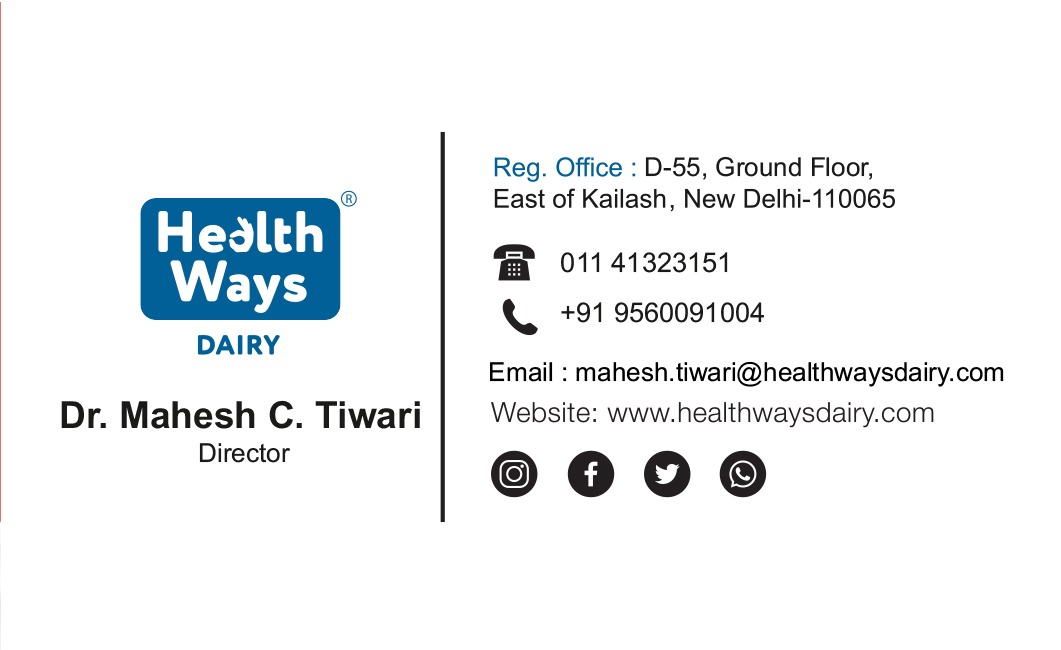 Health
Ways
®
DAIRY
Dr. Mahesh C. Tiwari
Director
Reg. Office : D-55, Ground Floor,
East of Kailash, New Delhi-110065
011 41323151
+91 9560091004
Email : mahesh.tiwari@healthwaysdairy.com
Website: www.healthwaysdairy.com